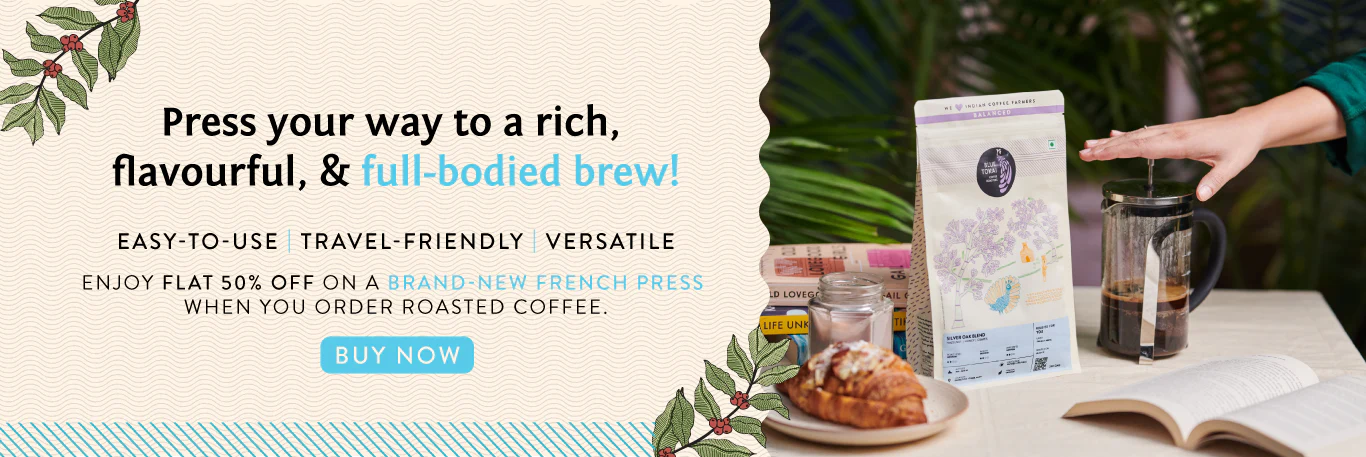 Press your way to a rich,
flavourful, & full-bodied brew!
EASY-TO-USE | TRAVEL-FRIENDLY | VERSATILE
ENJOY FLAT 50% OFF ON A BRAND-NEW FRENCH PRESS
WHEN YOU ORDER ROASTED COFFEE.
BUY NOW
WE INDIAN COFFEE FARMERS
BALANCED
BLUE
TOKAI
COFFEE
ROASTERS
SILVER OAK BLEND
LIFE UNK